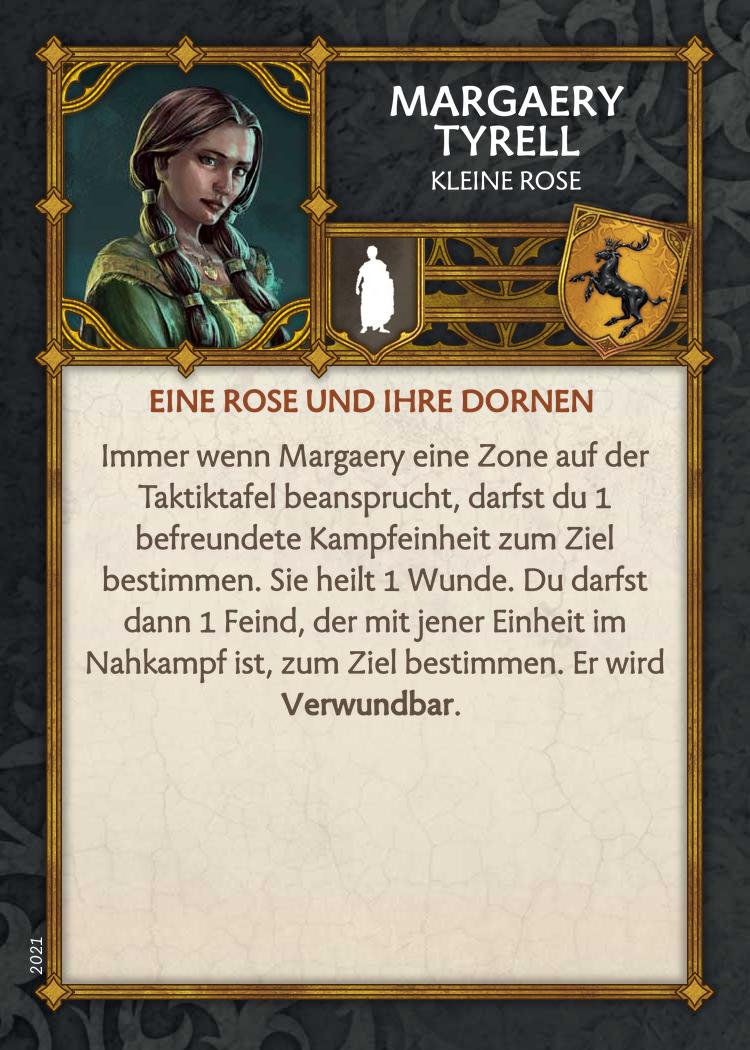 MARGAERY
TYRELL
KLEINE ROSE
EINE ROSE UND IHRE DORNEN
Immer wenn Margaery eine Zone auf der
Taktiktafel beansprucht, darfst du 1
befreundete Kampfeinheit zum Ziel
bestimmen. Sie heilt 1 Wunde. Du darfst
dann 1 Feind, der mit jener Einheit im
Nahkampf ist, zum Ziel bestimmen. Er wird
Verwundbar.
2021